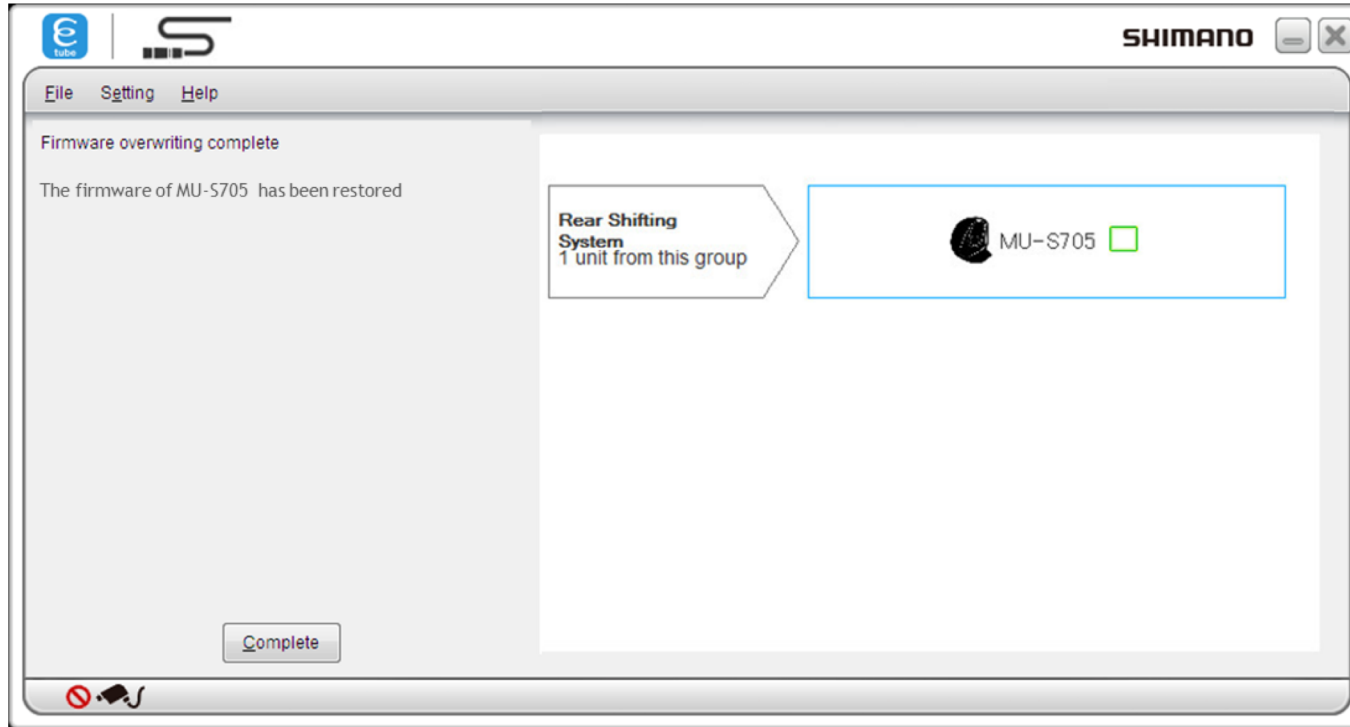 e
tube
SHIMANO
File Setting Help
Firmware overwriting complete
The firmware of MU-S705 has been restored
Rear Shifting
System
1 unit from this group
MU-S705
Complete